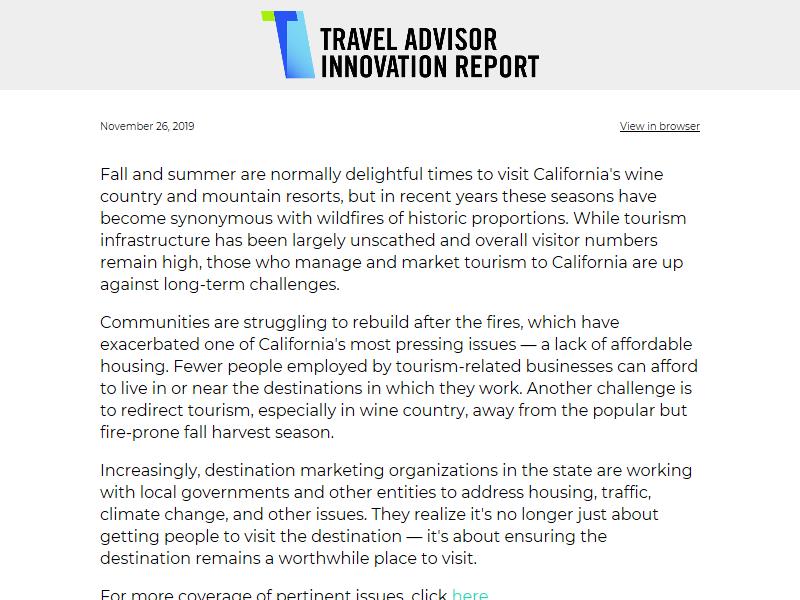 TRAVEL ADVISOR
INNOVATION REPORT
November 26, 2019
View in browser
Fall and summer are normally delightful times to visit California's wine
country and mountain resorts, but in recent years these seasons have
become synonymous with wildfires of historic proportions. While tourism
infrastructure has been largely unscathed and overall visitor numbers
remain high, those who manage and market tourism to California are up
against long-term challenges.
Communities are struggling to rebuild after the fires, which have
exacerbated one of California's most pressing issues — a lack of affordable
housing. Fewer people employed by tourism-related businesses can afford
to live in or near the destinations in which they work. Another challenge is
to redirect tourism, especially in wine country, away from the popular but
fire-prone fall harvest season.
Increasingly, destination marketing organizations in the state are working
with local governments and other entities to address housing, traffic,
climate change, and other issues. They realize it's no longer just about
getting people to visit the destination — it's about ensuring the
destination remains a worthwhile place to visit.
For more coverage of pertinent issues, click here